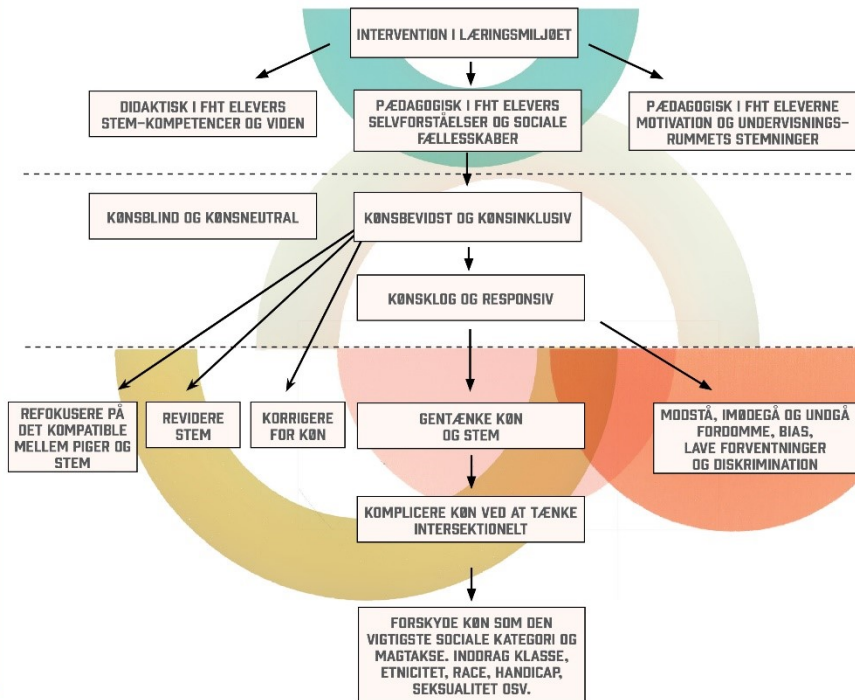 INTERVENTION I LÆRINGSMILJØET
DIDAKTISK I FHT ELEVERS
STEM-KOMPETENCER OG VIDEN
PÆDAGOGISK I FHT ELEVERS
SELVFORSTÅELSER OG SOCIALE
FÆLLESSKABER
PÆDAGOGISK I FHT ELEVERNE
MOTIVATION OG UNDERVISNINGS-
RUMMETS STEMNINGER
KØNSBLIND OG KØNSNEUTRAL
KØNSBEVIDST OG KØNSINKLUSIV
KØNSKLOG OG RESPONSIV
REFOKUSERE PÅ
DET KOMPATIBLE
MELLEM PIGER OG
STEM
REVIDERE
STEM
KORRIGERE
FOR KØN
GENTÆNKE KØN
OG STEM
MODSTÅ, IMØDEGÅ OG UNDGÅ
FORDOMME, BIAS,
LAVE FORVENTNINGER
OG DISKRIMINATION
KOMPLICERE KØN VED AT TÆNKE
INTERSEKTIONELT
FORSKYDE KØN SOM DEN
VIGTIGSTE SOCIALE KATEGORI OG
MAGTAKSE. INDDRAG KLASSE,
ETNICITET, RACE, HANDICAP,
SEKSUALITET OSV.